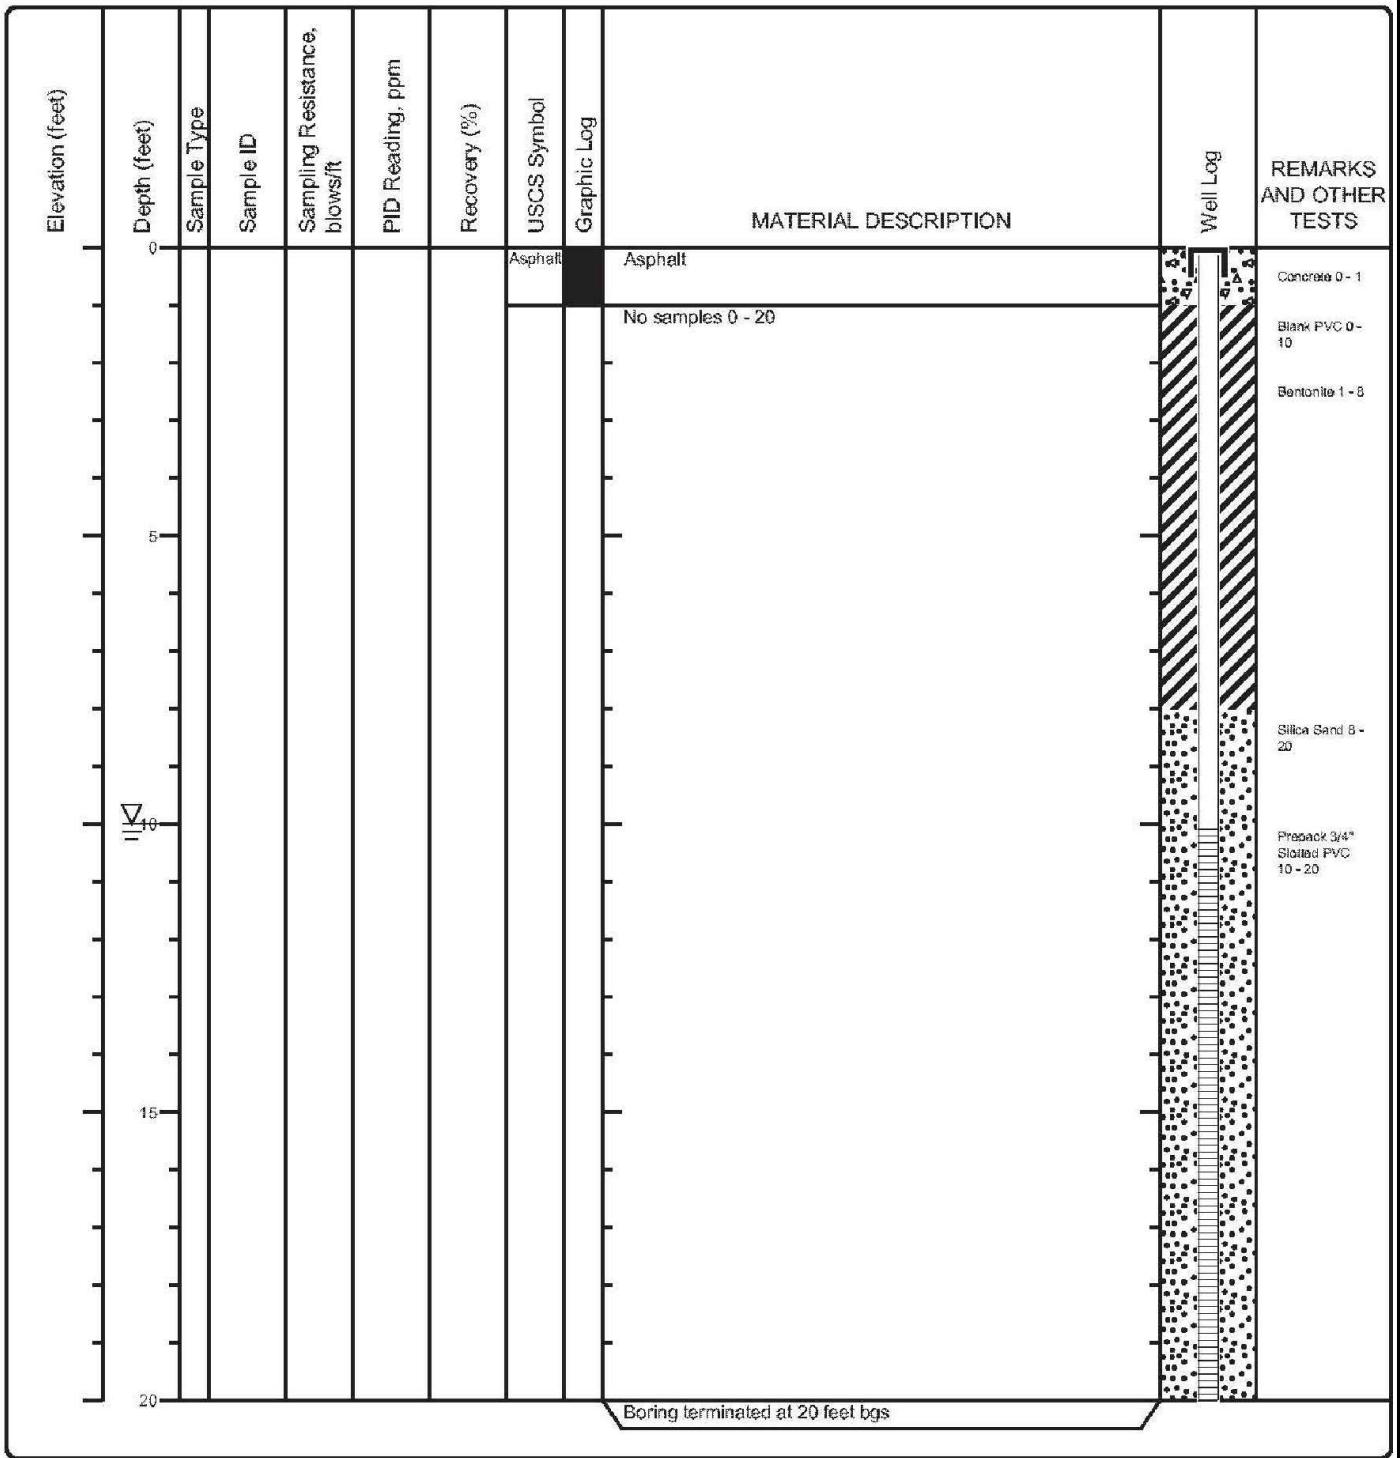 Elevation (feet)
Depth (feet)
Sample Type
Sample ID
Sampling Resistance,
blows/ft
PID Reading, ppm
Recovery (%)
USCS Symbol
Graphic Log
MATERIAL DESCRIPTION
Well Log
REMARKS
AND OTHER
TESTS
0
Asphalt
Asphalt
Concrete 0 - 1
No samples 0 - 20
Blank PVC 0 -
10
Bentonite 1 - 8
5
Silica Sand 8 -
20
10
Prepack 3/4"
Slotted PVC
10 - 20
15
20
Boring terminated at 20 feet bgs